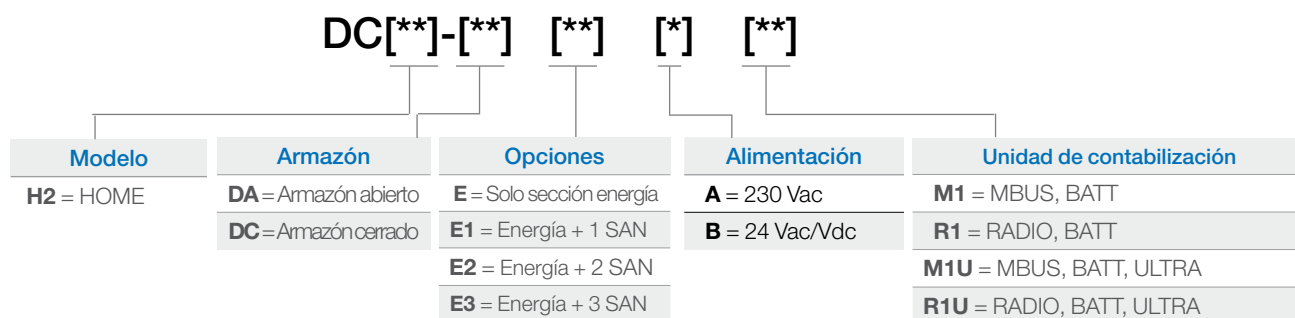 DC[**]-[**] [**] [*] [**]
Modelo
H2 = HOME
Armazón
DA = Armazón abierto
DC = Armazón cerrado
Opciones
E = Solo sección energía
E1 = Energía + 1 SAN
E2 = Energía + 2 SAN
E3 = Energía + 3 SAN
Alimentación
A = 230 Vac
B = 24 Vac/Vdc
Unidad de contabilización
M1 = MBUS, BATT
R1 = RADIO, BATT
M1U = MBUS, BATT, ULTRA
R1U = RADIO, BATT, ULTRA